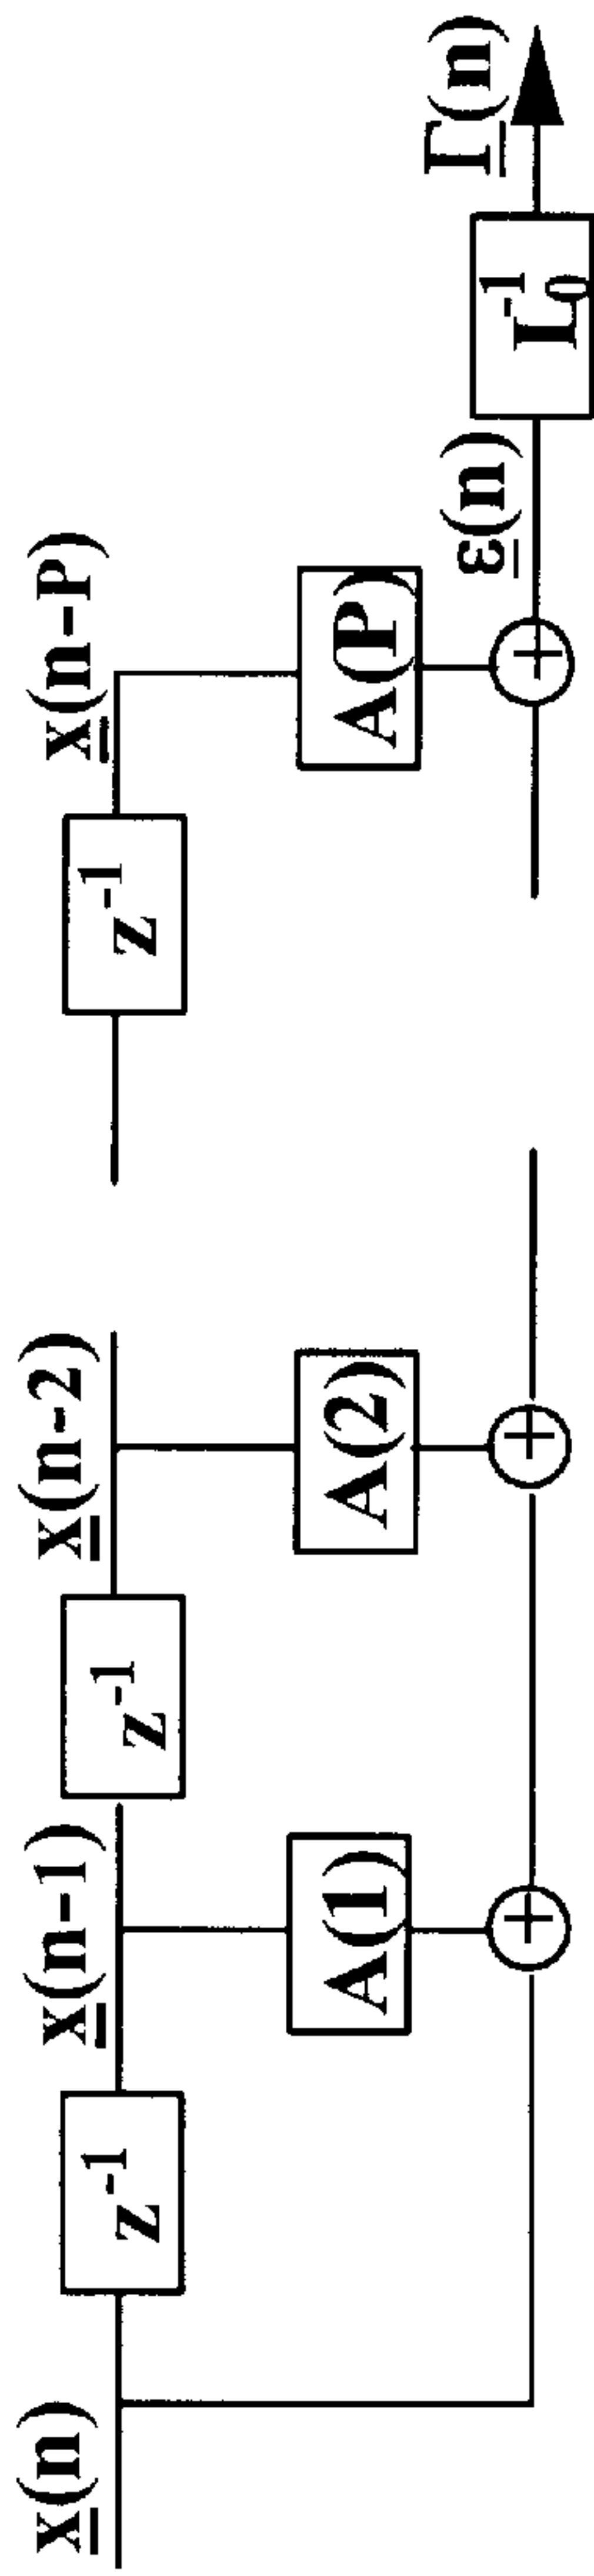 x(n)
z⁻¹
x(n-1)
z⁻¹
x(n-2)
z⁻¹
x(n-P)
A(1)
A(2)
A(P)
+
+
+
ε(n)
L₀⁻¹
Γ(n)